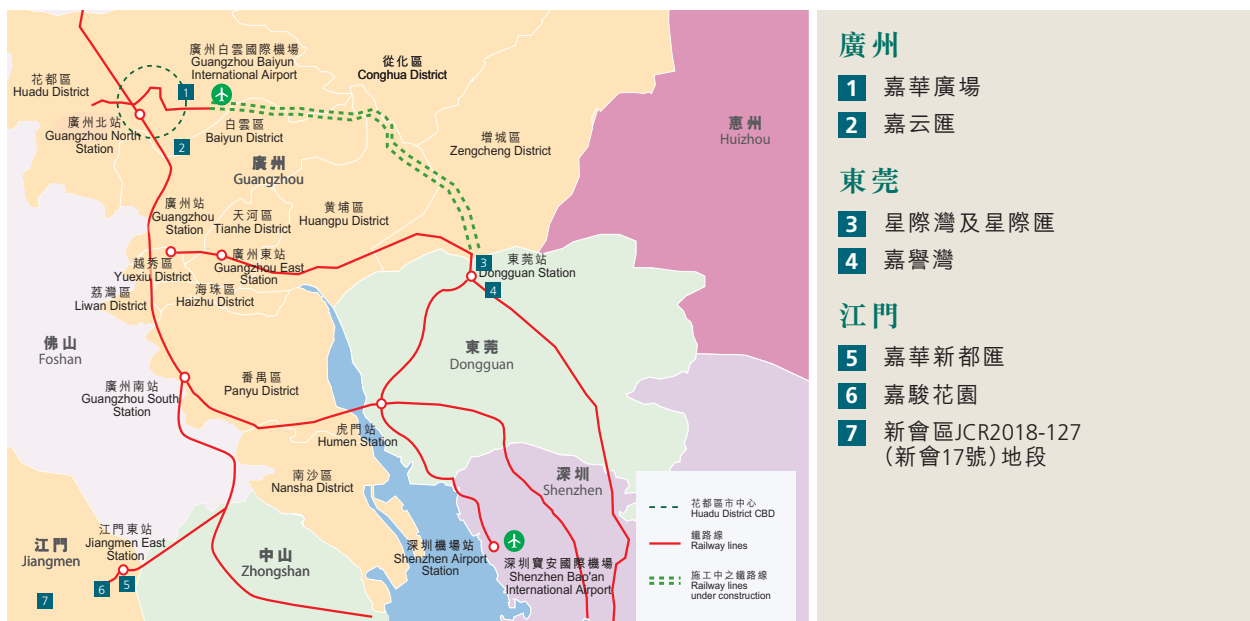 廣州白雲國際機場
Guangzhou Baiyun
International Airport
從化區
Conghua District
花都區
Huadu District
1
廣州北站
Guangzhou North
Station
白雲區
Baiyun District
2
增城區
Zengcheng District
惠州
Huizhou
廣州
Guangzhou
廣州站
Guangzhou
Station
天河區
Tianhe District
黄埔區
Huangpu District
越秀區
Yuexiu District
廣州東站
Guangzhou East
Station
3
東莞站
Dongguan Station
4
荔灣區
Liwan District
海珠區
Haizhu District
佛山
Foshan
東莞
Dongguan
廣州南站
Guangzhou South
Station
番禺區
Panyu District
虎門站
Humen Station
南沙區
Nansha District
深圳
Shenzhen
江門東站
Jiangmen East
Station
江門
Jiangmen
中山
Zhongshan
深圳機場站
Shenzhen Airport
Station
深圳寶安國際機場
Shenzhen Bao'an
International Airport
6
5
7
花都區市中心
Huadu District CBD
鐵路線
Railway lines
施工中之鐵路線
Railway lines
under construction
廣州
1 嘉華廣場
2 嘉云匯
東莞
3 星際灣及星際匯
4 嘉譽灣
江門
5 嘉華新都匯
6 嘉駿花園
7 新會區JCR2018-127
（新會17號）地段